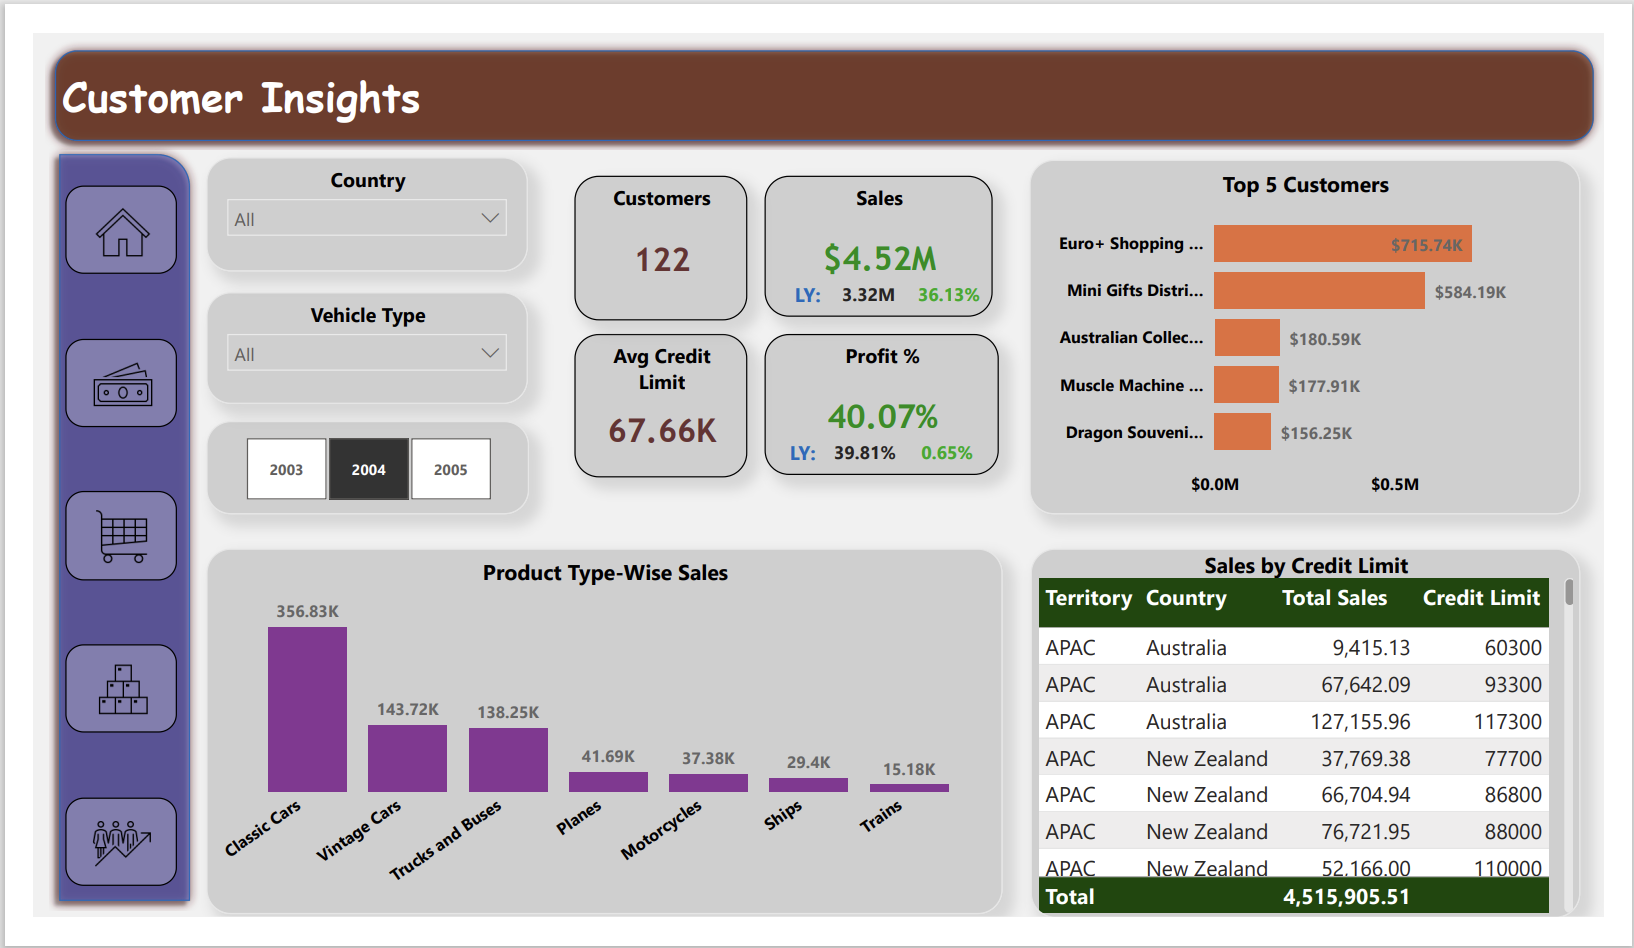 Customer Insights
Country
All
Vehicle Type
All
2003 2004 2005
Customers
122
Sales
$4.52M
LY: 3.32M 36.13%
Avg Credit
Limit
67.66K
Profit %
40.07%
LY: 39.81% 0.65%
Top 5 Customers
Euro+ Shopping ... $715.74K
Mini Gifts Distri... $584.19K
Australian Collec... $180.59K
Muscle Machine ... $177.91K
Dragon Souveni... $156.25K
$0.0M $0.5M
Product Type-Wise Sales
356.83K
143.72K
138.25K
41.69K
37.38K
29.4K
15.18K
Classic Cars
Vintage Cars
Trucks and Buses
Planes
Motorcycles
Ships
Trains
Sales by Credit Limit
Territory Country Total Sales Credit Limit
APAC Australia 9,415.13 60300
APAC Australia 67,642.09 93300
APAC Australia 127,155.96 117300
APAC New Zealand 37,769.38 77700
APAC New Zealand 66,704.94 86800
APAC New Zealand 76,721.95 88000
APAC New Zealand 52,166.00 110000
Total 4,515,905.51